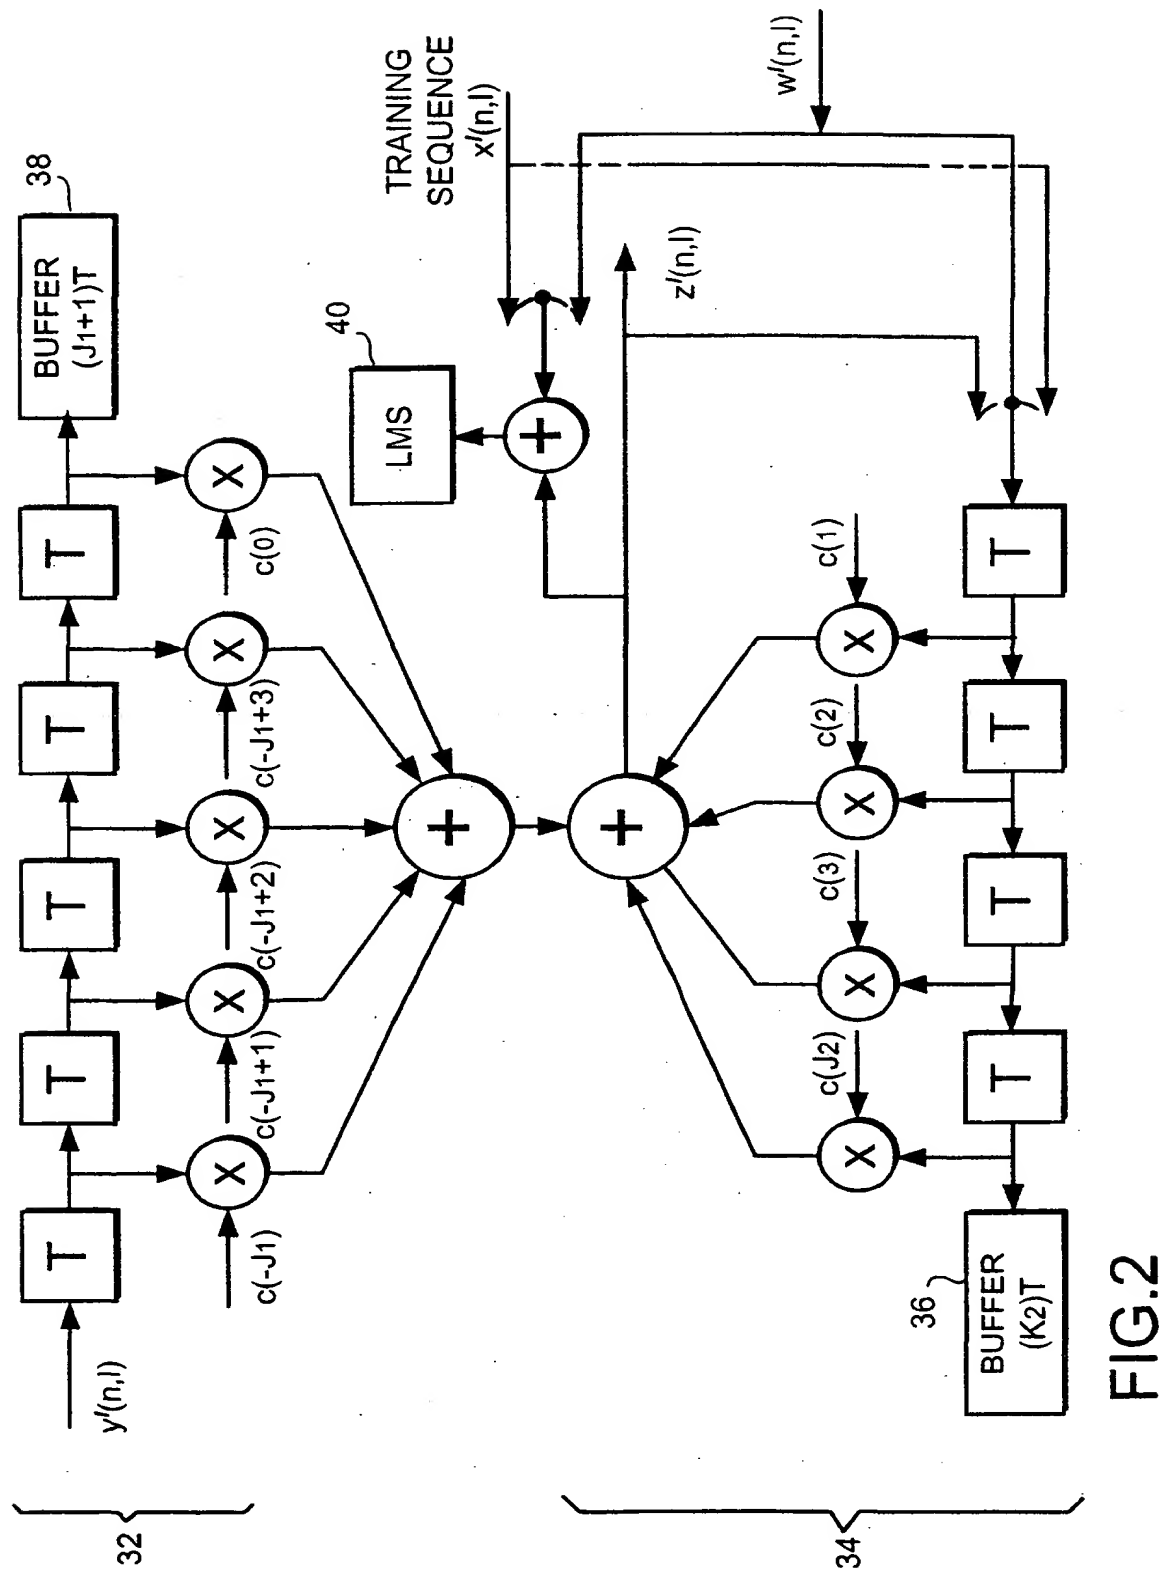 38
BUFFER
(J1+1)T
T
T
T
T
T
y'(n,l)
32
X
X
X
X
X
c(-J1)
c(-J1+1)
c(-J1+2)
c(-J1+3)
c(0)
40
LMS
TRAINING
SEQUENCE
x'(n,l)
w'(n,l)
z'(n,l)
+
+
+
c(J2)
c(3)
c(2)
c(1)
X
X
X
X
T
T
T
T
36
BUFFER
(K2)T
34
FIG.2